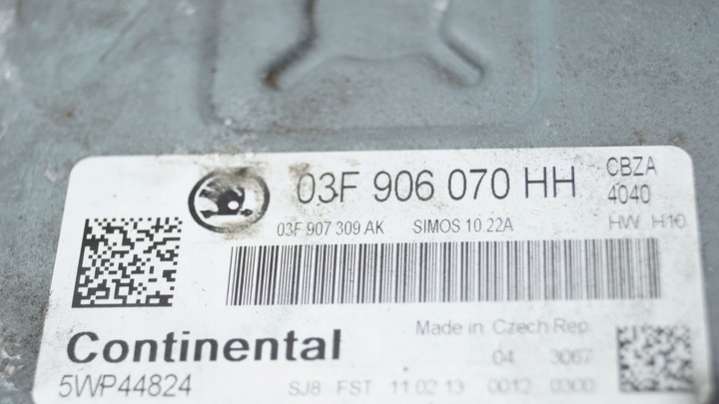 03F 906 070 HH
CBZA
4040
03F 907 309 AK SIMOS 10.22A
HW H10
Continental
Made in Czech Rep.
04 3067
5WP44824
SJ8 FST 11 02 13 0012 0300